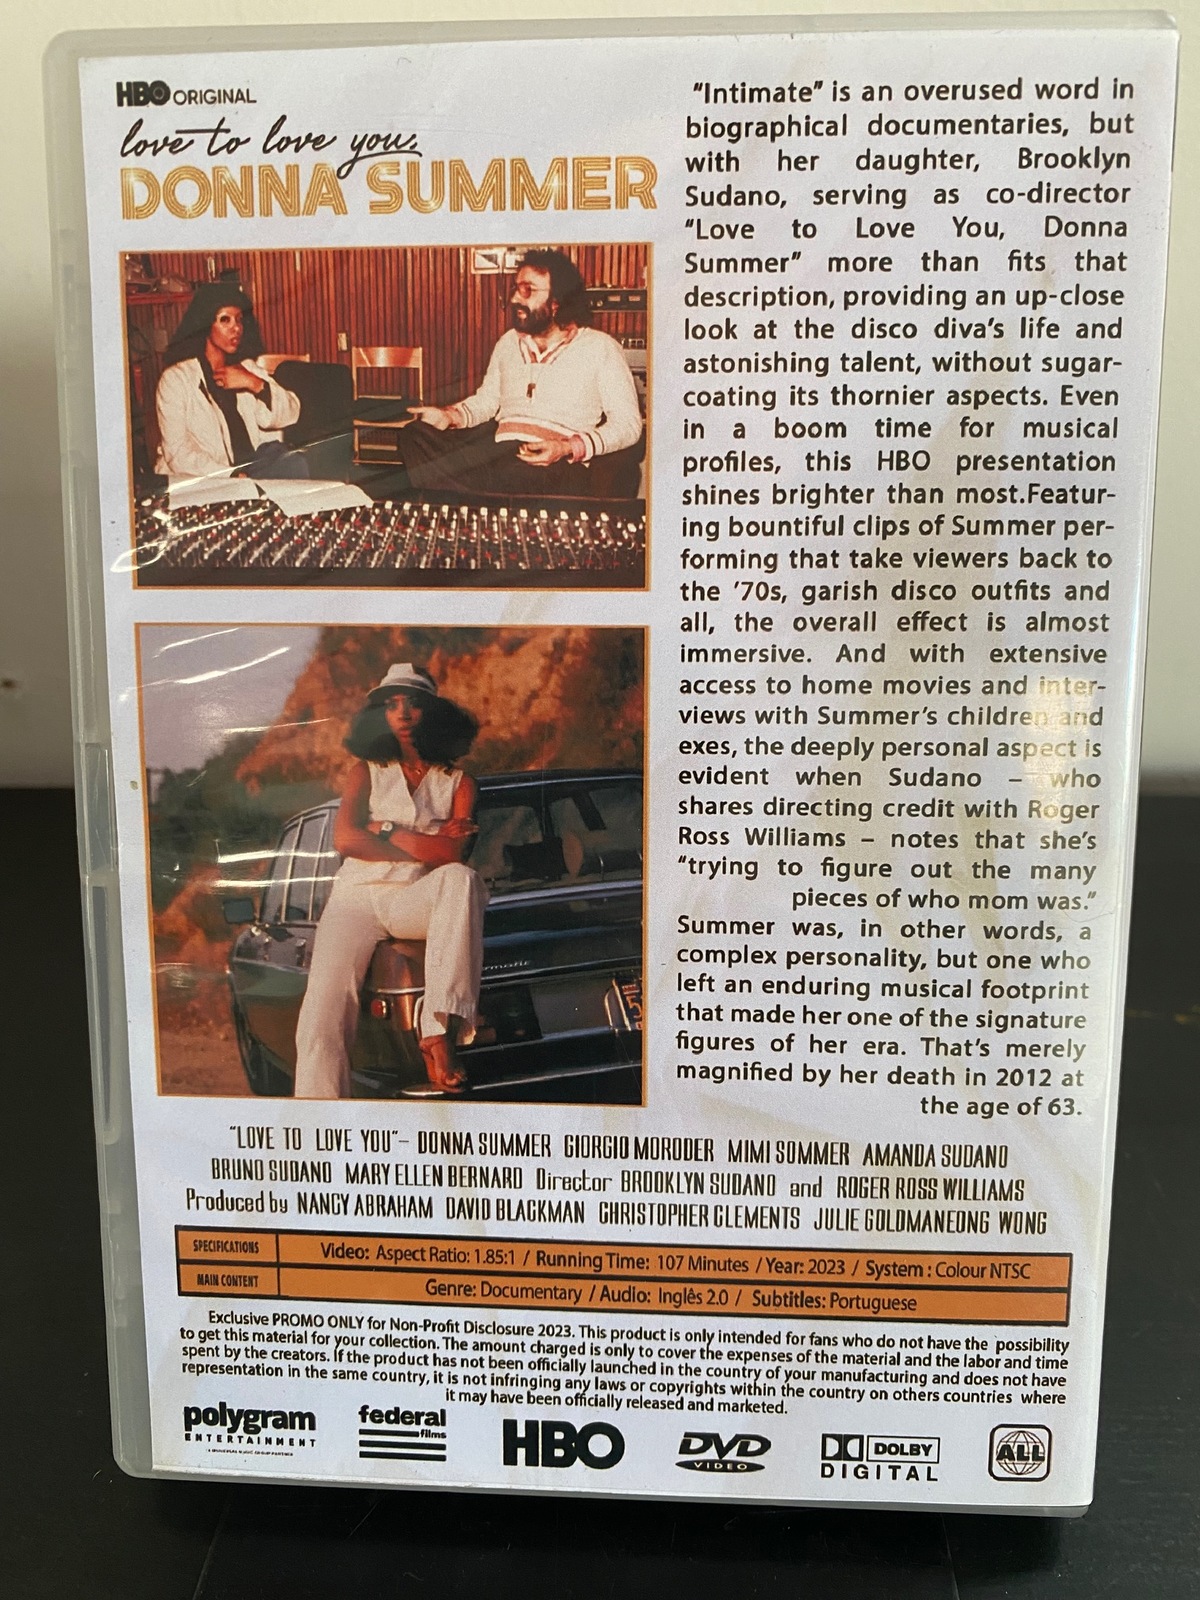 HBO ORIGINAL
love to love you,
DONNA SUMMER
"Intimate" is an overused word in
biographical documentaries, but
with her daughter, Brooklyn
Sudano, serving as co-director
"Love to Love You, Donna
Summer" more than fits that
description, providing an up-close
look at the disco diva's life and
astonishing talent, without sugar-
coating its thornier aspects. Even
in a boom time for musical
profiles, this HBO presentation
shines brighter than most.Featur-
ing bountiful clips of Summer per-
forming that take viewers back to
the '70s, garish disco outfits and
all, the overall effect is almost
immersive. And with extensive
access to home movies and inter-
views with Summer's children and
exes, the deeply personal aspect is
evident when Sudano – who
shares directing credit with Roger
Ross Williams – notes that she's
"trying to figure out the many
pieces of who mom was."
Summer was, in other words, a
complex personality, but one who
left an enduring musical footprint
that made her one of the signature
figures of her era. That's merely
magnified by her death in 2012 at
the age of 63.
"LOVE TO LOVE YOU"– DONNA SUMMER GIORGIO MORODER MIMI SOMMER AMANDA SUDANO
BRUNO SUDANO MARY ELLEN BERNARD Director BROOKLYN SUDANO and ROGER ROSS WILLIAMS
Produced by NANCY ABRAHAM DAVID BLACKMAN CHRISTOPHER CLEMENTS JULIE GOLDMANEONG WONG
SPECIFICATIONS Video: Aspect Ratio: 1.85:1 / Running Time: 107 Minutes / Year: 2023 / System : Colour NTSC
MAIN CONTENT Genre: Documentary / Audio: Inglês 2.0 / Subtitles: Portuguese
Exclusive PROMO ONLY for Non-Profit Disclosure 2023. This product is only intended for fans who do not have the possibility
to get this material for your collection. The amount charged is only to cover the expenses of the material and the labor and time
spent by the creators. If the product has not been officially launched in the country of your manufacturing and does not have
representation in the same country, it is not infringing any laws or copyrights within the country on others countries where
it may have been officially released and marketed.
polygram
ENTERTAINMENT
federal
films
HBO
DVD
VIDEO
DOLBY
DIGITAL
ALL